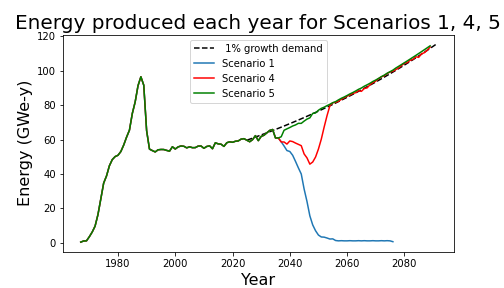 Energy produced each year for Scenarios 1, 4, 5
Energy (GWe-y)
120
100
80
60
40
20
0
1% growth demand
Scenario 1
Scenario 4
Scenario 5
1980 2000 2020 2040 2060 2080
Year